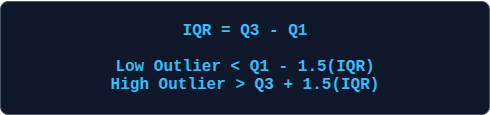 IQR = Q3 - Q1
Low Outlier < Q1 - 1.5(IQR)
High Outlier > Q3 + 1.5(IQR)